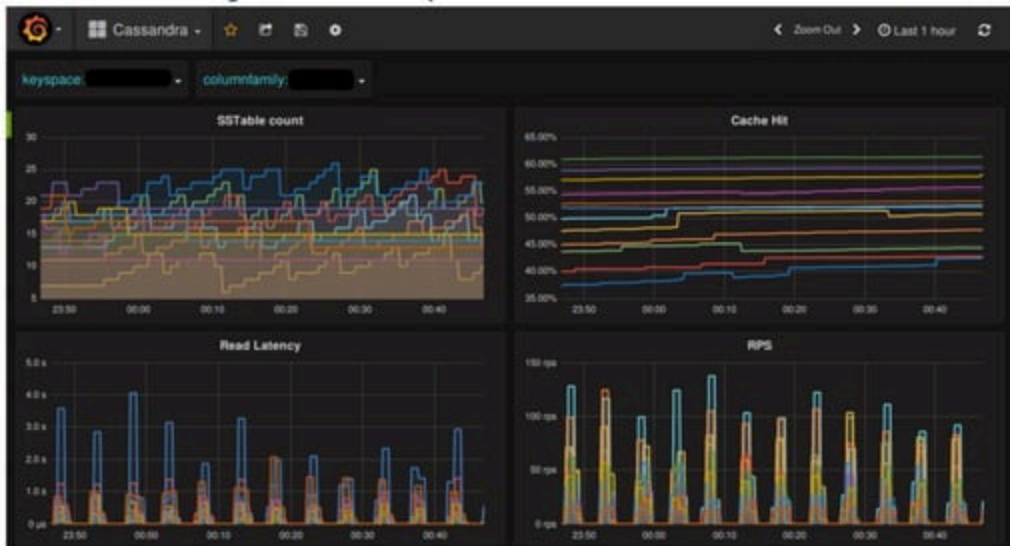 Cassandra
Zoom Out
Last 1 hour
keyspace:
columnfamily:
SSTable count
30
25
20
15
10
5
23:50 00:00 00:10 00:20 00:30 00:40
Cache Hit
65.00%
60.00%
55.00%
50.00%
45.00%
40.00%
35.00%
23:50 00:00 00:10 00:20 00:30 00:40
Read Latency
5.0 s
4.0 s
3.0 s
2.0 s
1.0 s
0 µs
23:50 00:00 00:10 00:20 00:30 00:40
RPS
150 rps
100 rps
50 rps
0 rps
23:50 00:00 00:10 00:20 00:30 00:40